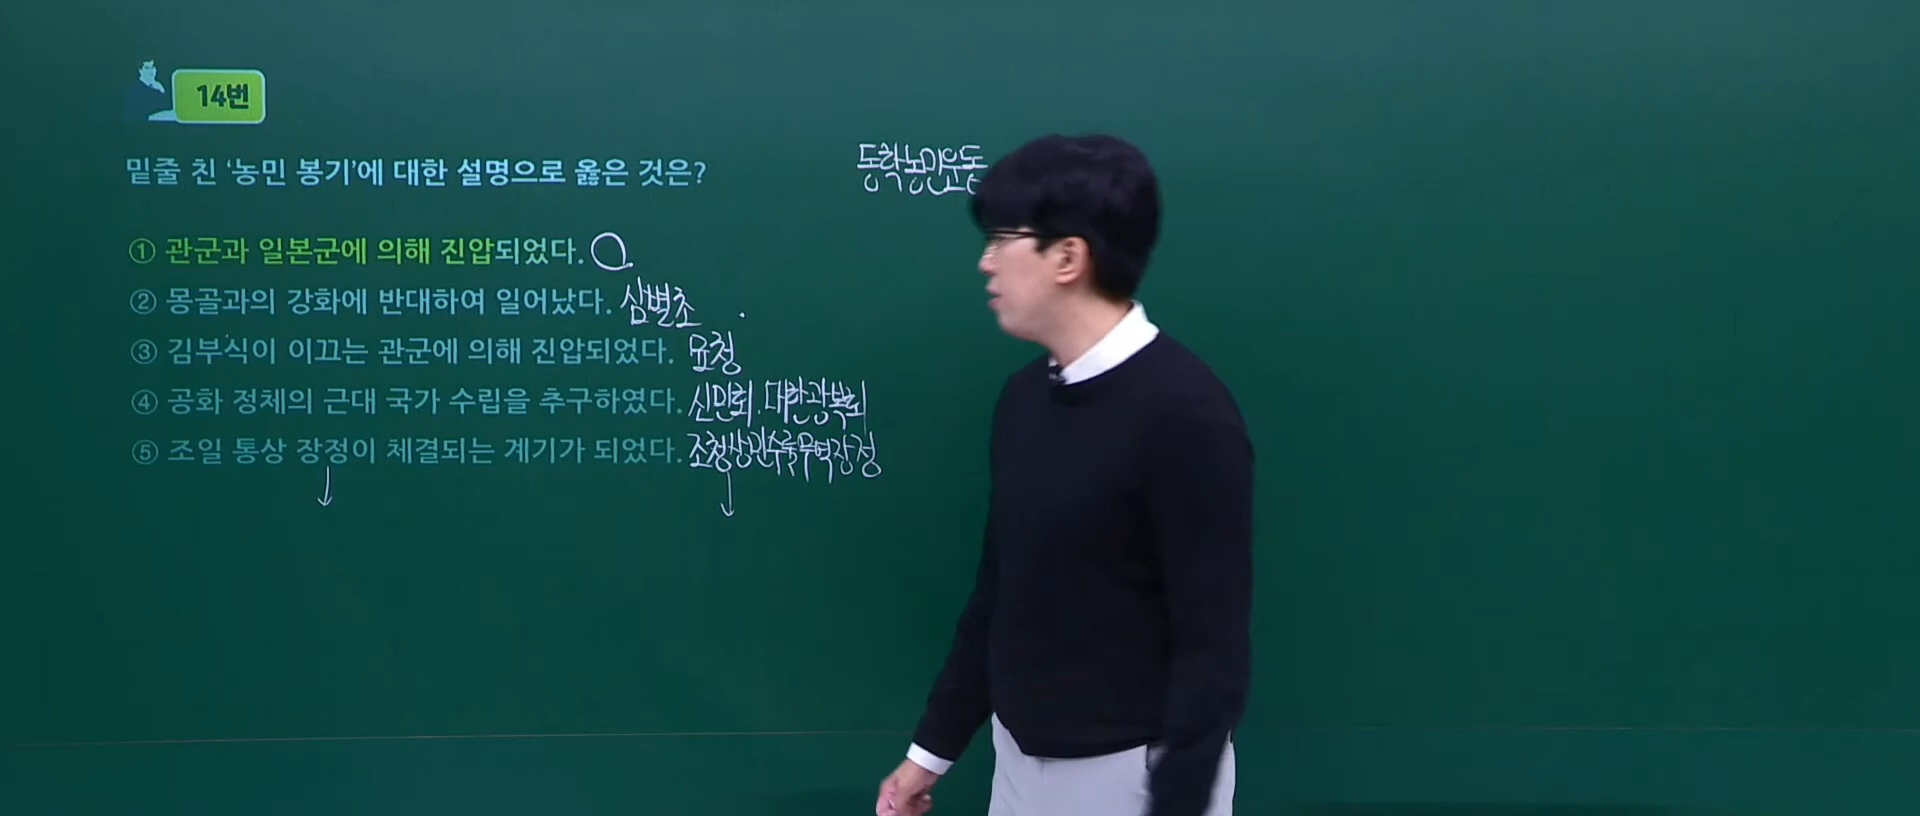 14번
밑줄 친 ‘농민 봉기’에 대한 설명으로 옳은 것은?
동학농민운동
① 관군과 일본군에 의해 진압되었다.
② 몽골과의 강화에 반대하여 일어났다. 삼별초
③ 김부식이 이끄는 관군에 의해 진압되었다. 묘청
④ 공화 정체의 근대 국가 수립을 추구하였다. 신민회. 대한광복회
⑤ 조일 통상 장정이 체결되는 계기가 되었다. 조청상민수륙무역장정